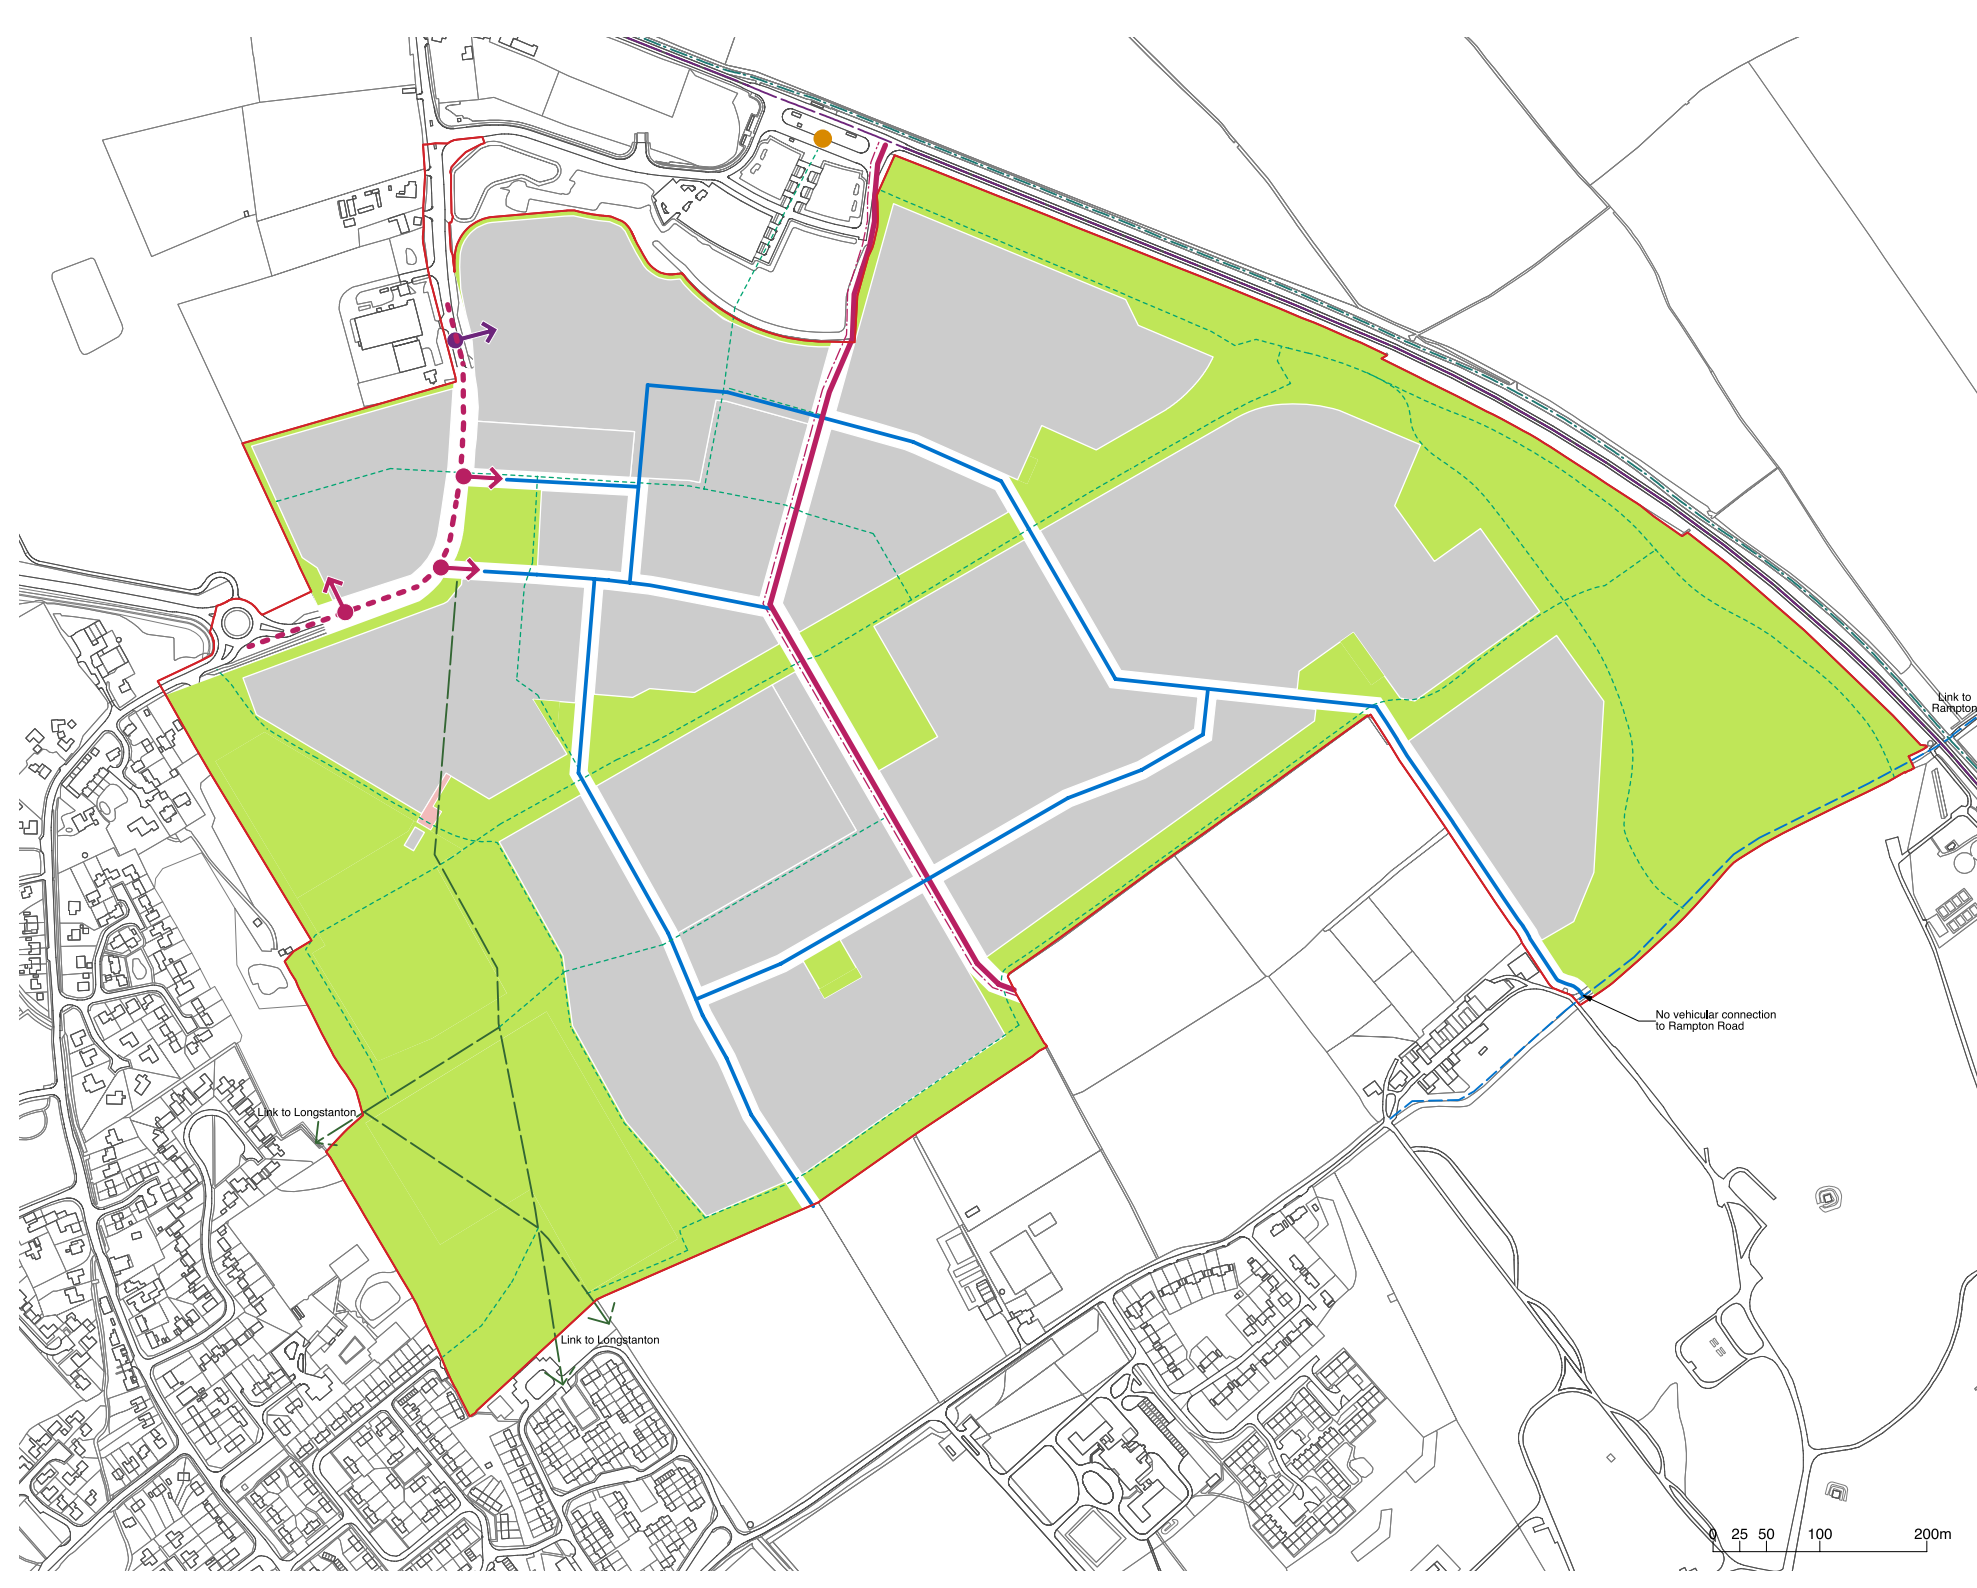 Link to
Rampton
No vehicular connection
to Rampton Road
Link to Longstanton
Link to Longstanton
0 25 50 100 200m